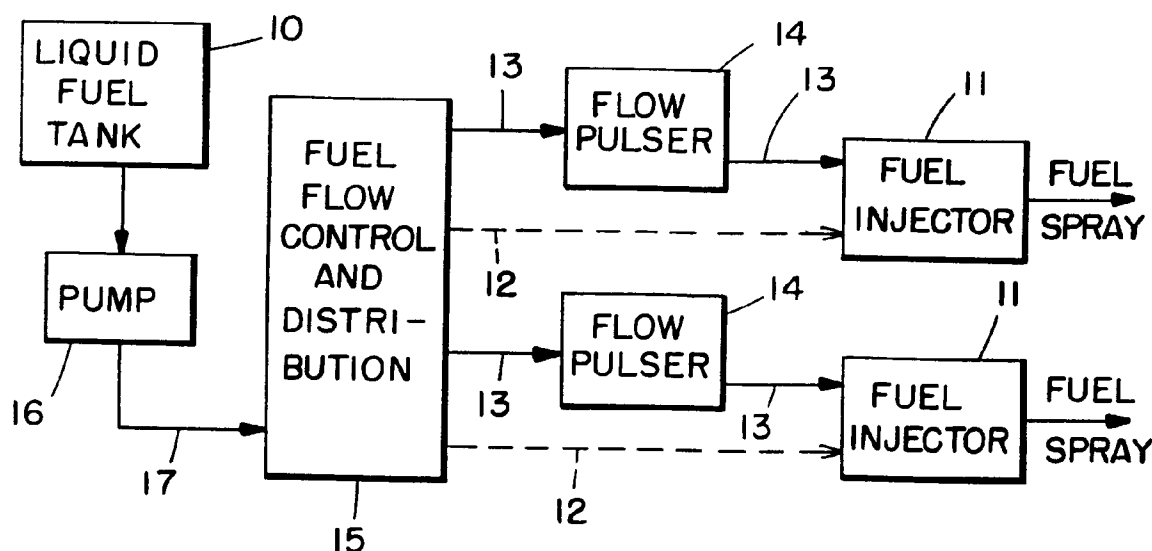 10
LIQUID
FUEL
TANK
PUMP
16
17
FUEL
FLOW
CONTROL
AND
DISTRI-
BUTION
15
13
14
FLOW
PULSER
13
11
FUEL
INJECTOR
FUEL
SPRAY
12
14
FLOW
PULSER
13
13
11
FUEL
INJECTOR
FUEL
SPRAY
12